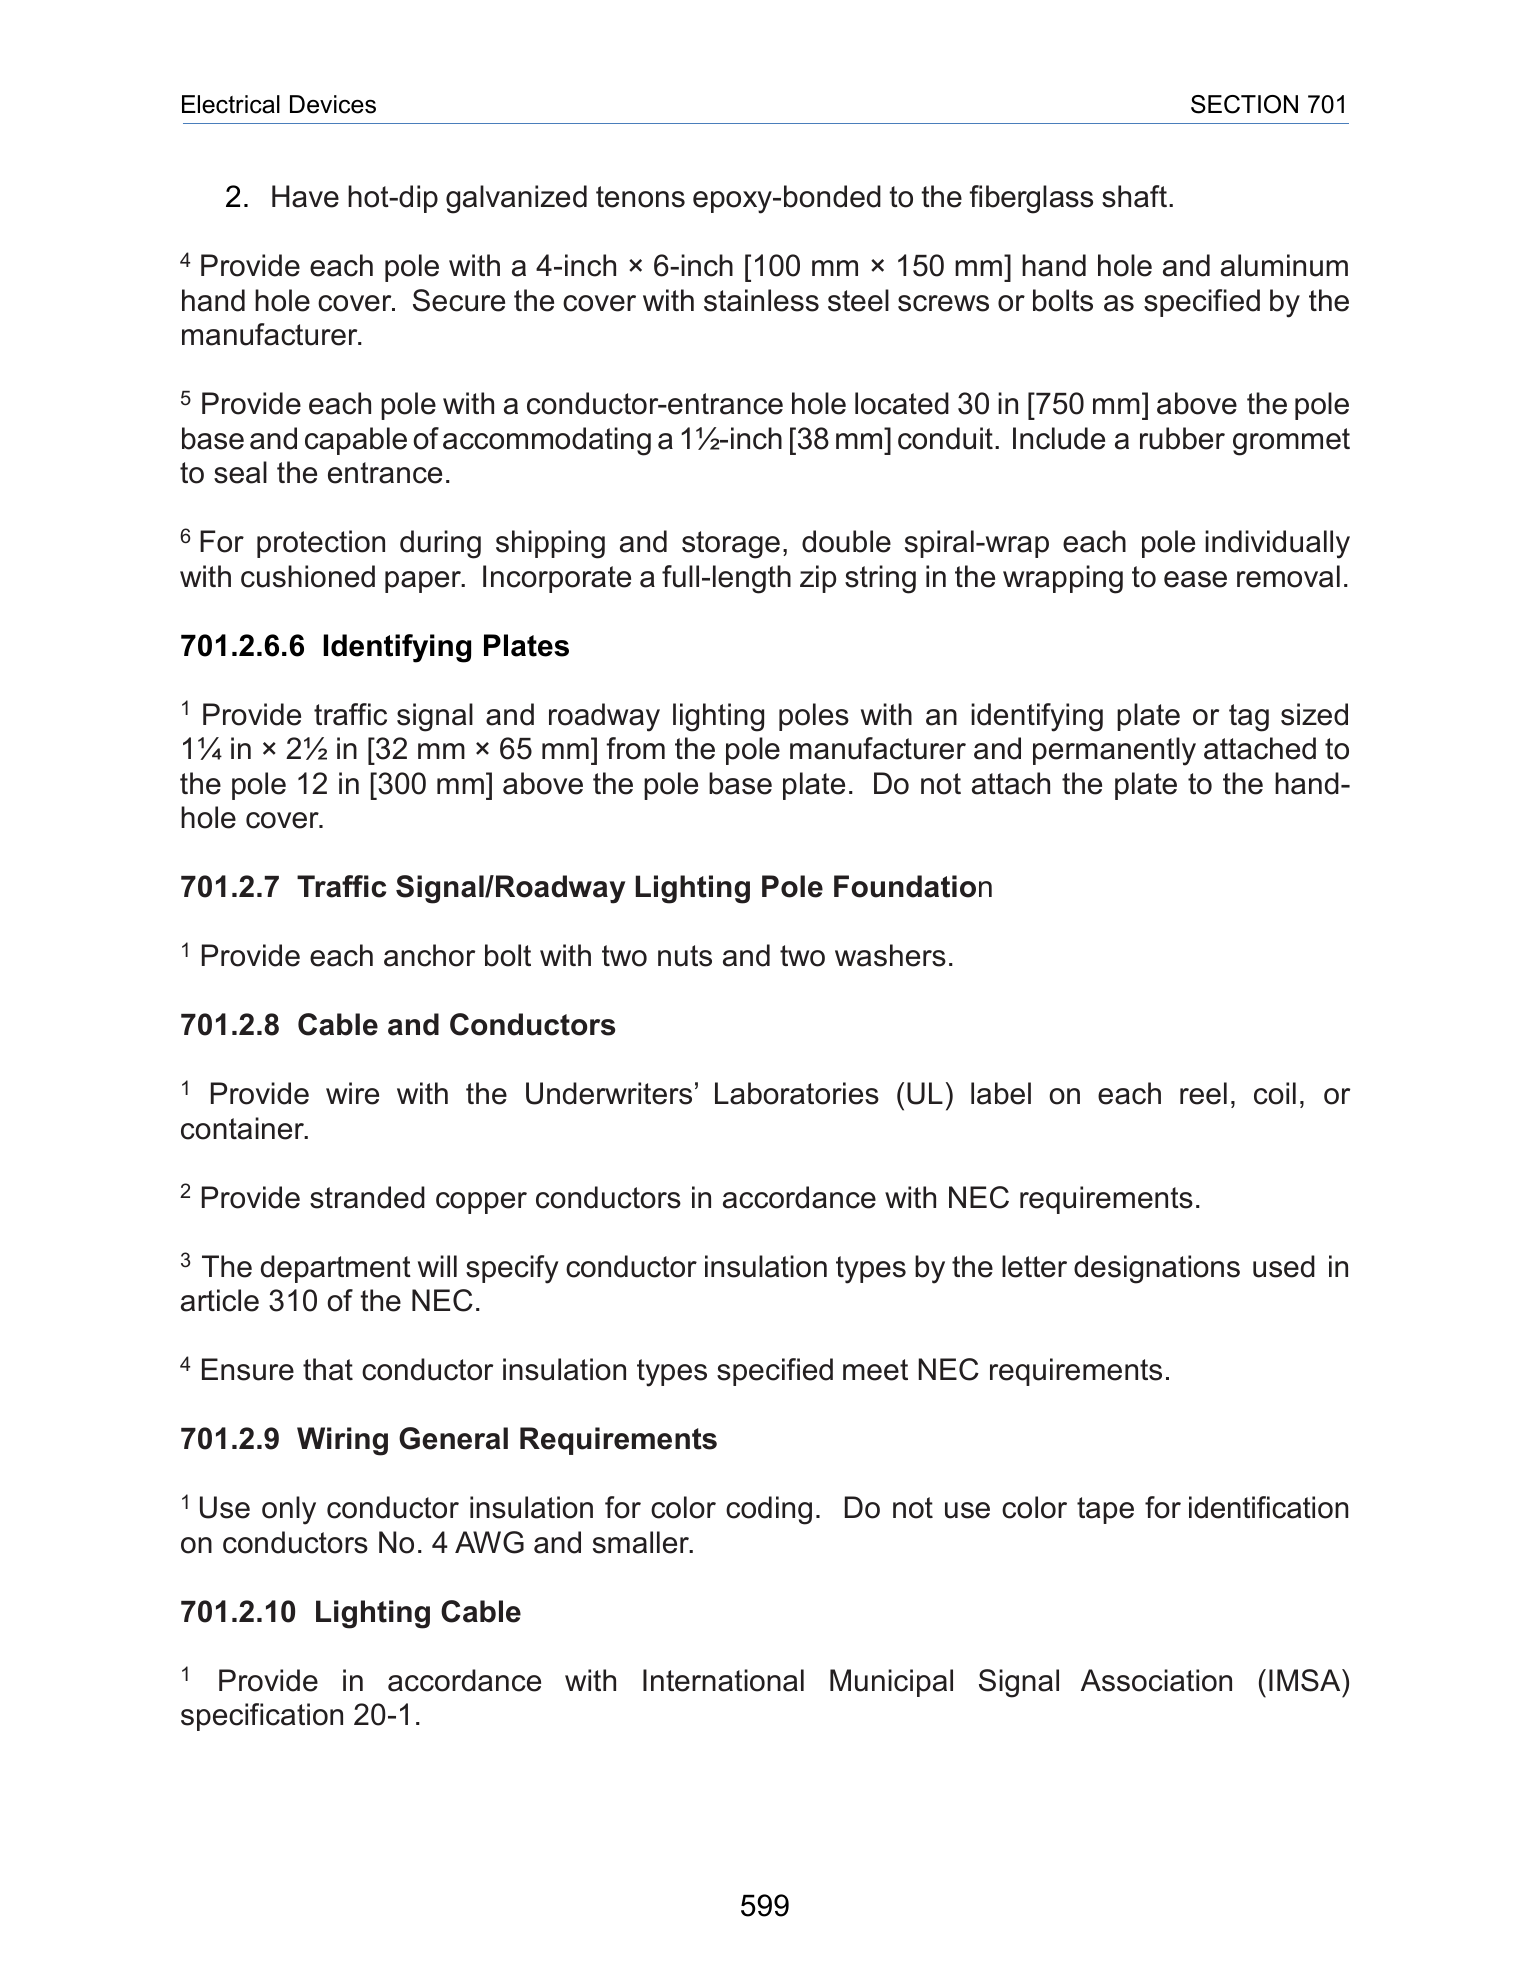 Electrical Devices SECTION 701
2. Have hot-dip galvanized tenons epoxy-bonded to the fiberglass shaft.
4 Provide each pole with a 4-inch × 6-inch [100 mm × 150 mm] hand hole and aluminum
hand hole cover. Secure the cover with stainless steel screws or bolts as specified by the
manufacturer.
5 Provide each pole with a conductor-entrance hole located 30 in [750 mm] above the pole
base and capable of accommodating a 1½-inch [38 mm] conduit. Include a rubber grommet
to seal the entrance.
6 For protection during shipping and storage, double spiral-wrap each pole individually
with cushioned paper. Incorporate a full-length zip string in the wrapping to ease removal.
701.2.6.6 Identifying Plates
1 Provide traffic signal and roadway lighting poles with an identifying plate or tag sized
1¼ in × 2½ in [32 mm × 65 mm] from the pole manufacturer and permanently attached to
the pole 12 in [300 mm] above the pole base plate. Do not attach the plate to the hand-
hole cover.
701.2.7 Traffic Signal/Roadway Lighting Pole Foundation
1 Provide each anchor bolt with two nuts and two washers.
701.2.8 Cable and Conductors
1 Provide wire with the Underwriters’ Laboratories (UL) label on each reel, coil, or
container.
2 Provide stranded copper conductors in accordance with NEC requirements.
3 The department will specify conductor insulation types by the letter designations used in
article 310 of the NEC.
4 Ensure that conductor insulation types specified meet NEC requirements.
701.2.9 Wiring General Requirements
1 Use only conductor insulation for color coding. Do not use color tape for identification
on conductors No. 4 AWG and smaller.
701.2.10 Lighting Cable
1 Provide in accordance with International Municipal Signal Association (IMSA)
specification 20-1.
599